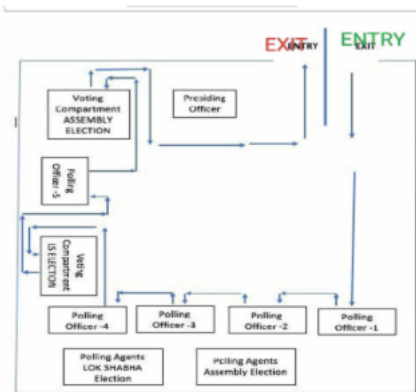 EXIT ENTRY
ENTRY
EXIT
Voting
Compartment
ASSEMBLY
ELECTION
Presiding
Officer
Polling
Officer -5
Voting
Compartment
LS ELECTION
Polling
Officer -4
Polling
Officer -3
Polling
Officer -2
Polling
Officer -1
Polling Agents
LOK SHABHA
Election
Polling Agents
Assembly Election